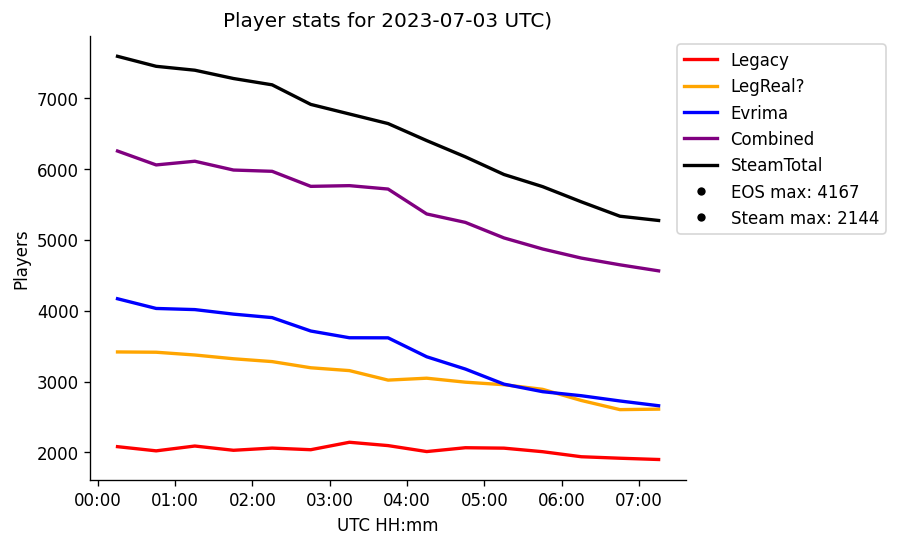 Player stats for 2023-07-03 UTC)
Legacy
LegReal?
Evrima
Combined
SteamTotal
EOS max: 4167
Steam max: 2144
Players
7000
6000
5000
4000
3000
2000
00:00 01:00 02:00 03:00 04:00 05:00 06:00 07:00
UTC HH:mm